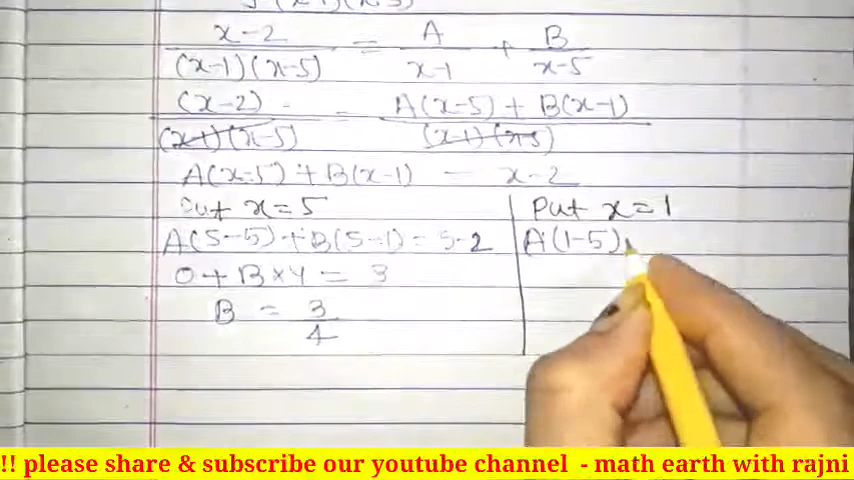 x-2 / (x-1)(x-5) = A / x-1 + B / x-5
(x-2) / (x-1)(x-5) = A(x-5) + B(x-1) / (x-1)(x-5)
A(x-5) + B(x-1) = x-2
Put x=5
A(5-5) + B(5-1) = 5-2
0 + B×4 = 3
B = 3 / 4
Put x=1
A(1-5)
!! please share & subscribe our youtube channel - math earth with rajni